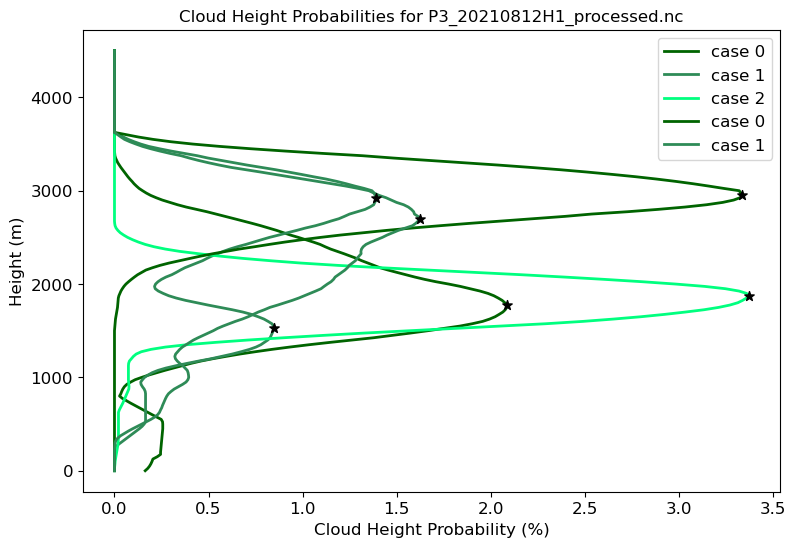 Cloud Height Probabilities for P3_20210812H1_processed.nc
case 0
case 1
case 2
case 0
case 1
Height (m)
4000
3000
2000
1000
0
0.0 0.5 1.0 1.5 2.0 2.5 3.0 3.5
Cloud Height Probability (%)